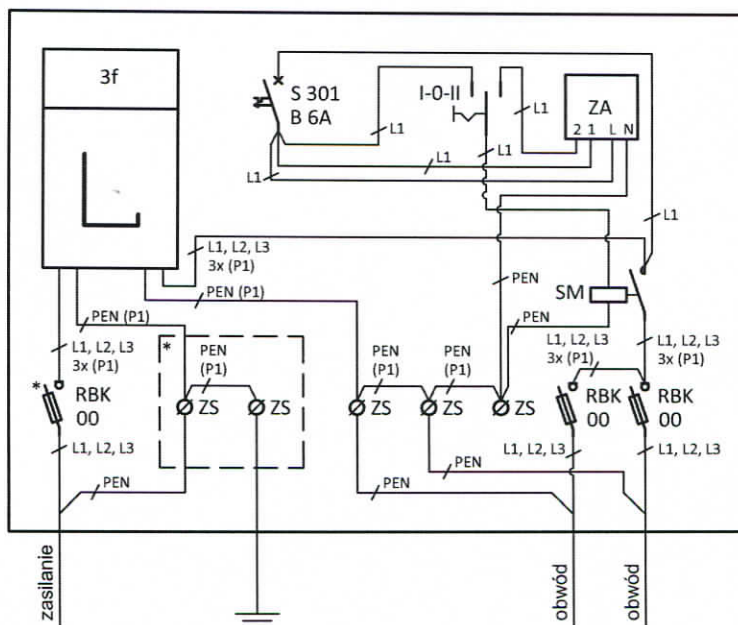 3f
S 301
B 6A
I-0-II
ZA
2 1 L N
L1
L1
L1
L1
L1
L1
L1, L2, L3
3x (P1)
PEN (P1)
PEN
SM
PEN
PEN (P1)
L1, L2, L3
3x (P1)
*
PEN
(P1)
PEN
(P1)
PEN
(P1)
L1, L2, L3
3x (P1)
L1, L2, L3
3x (P1)
*
RBK
00
ZS
ZS
ZS
ZS
ZS
RBK
00
RBK
00
L1, L2, L3
L1, L2, L3
L1, L2, L3
PEN
PEN
PEN
zasilanie
obwód
obwód